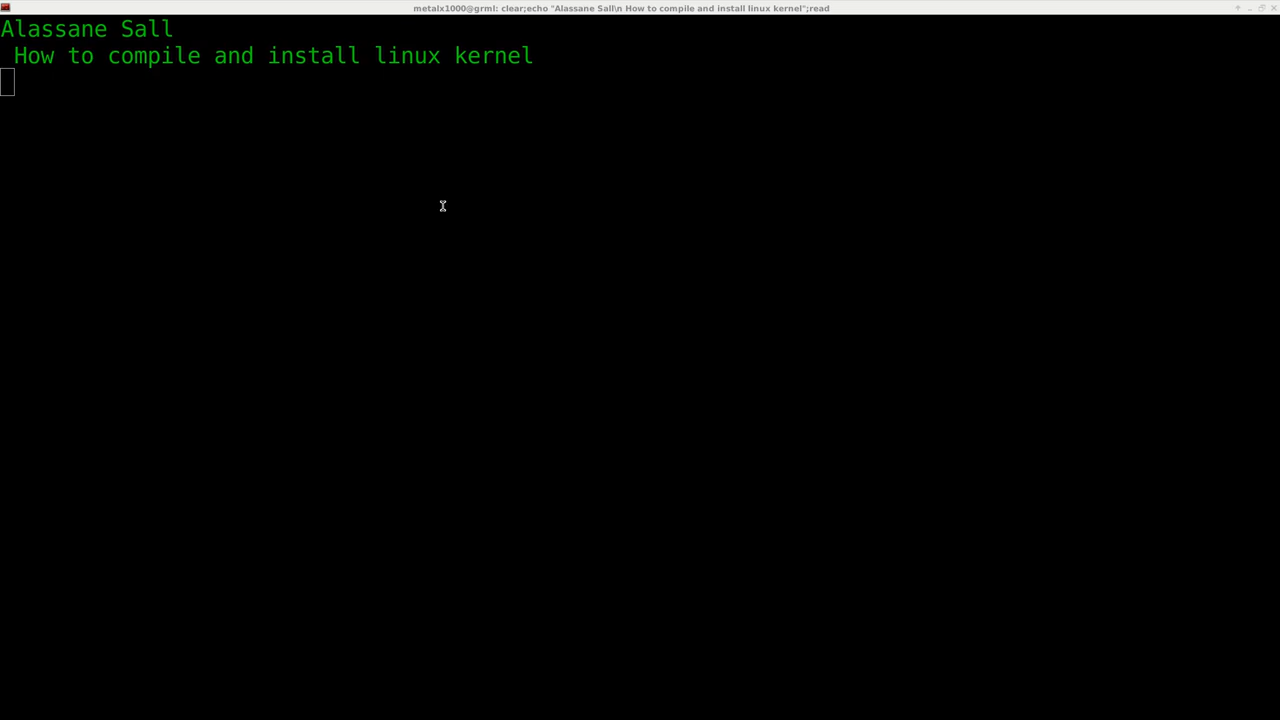 metalx1000@grml: clear;echo "Alassane Sall\n How to compile and install linux kernel";read
Alassane Sall
How to compile and install linux kernel